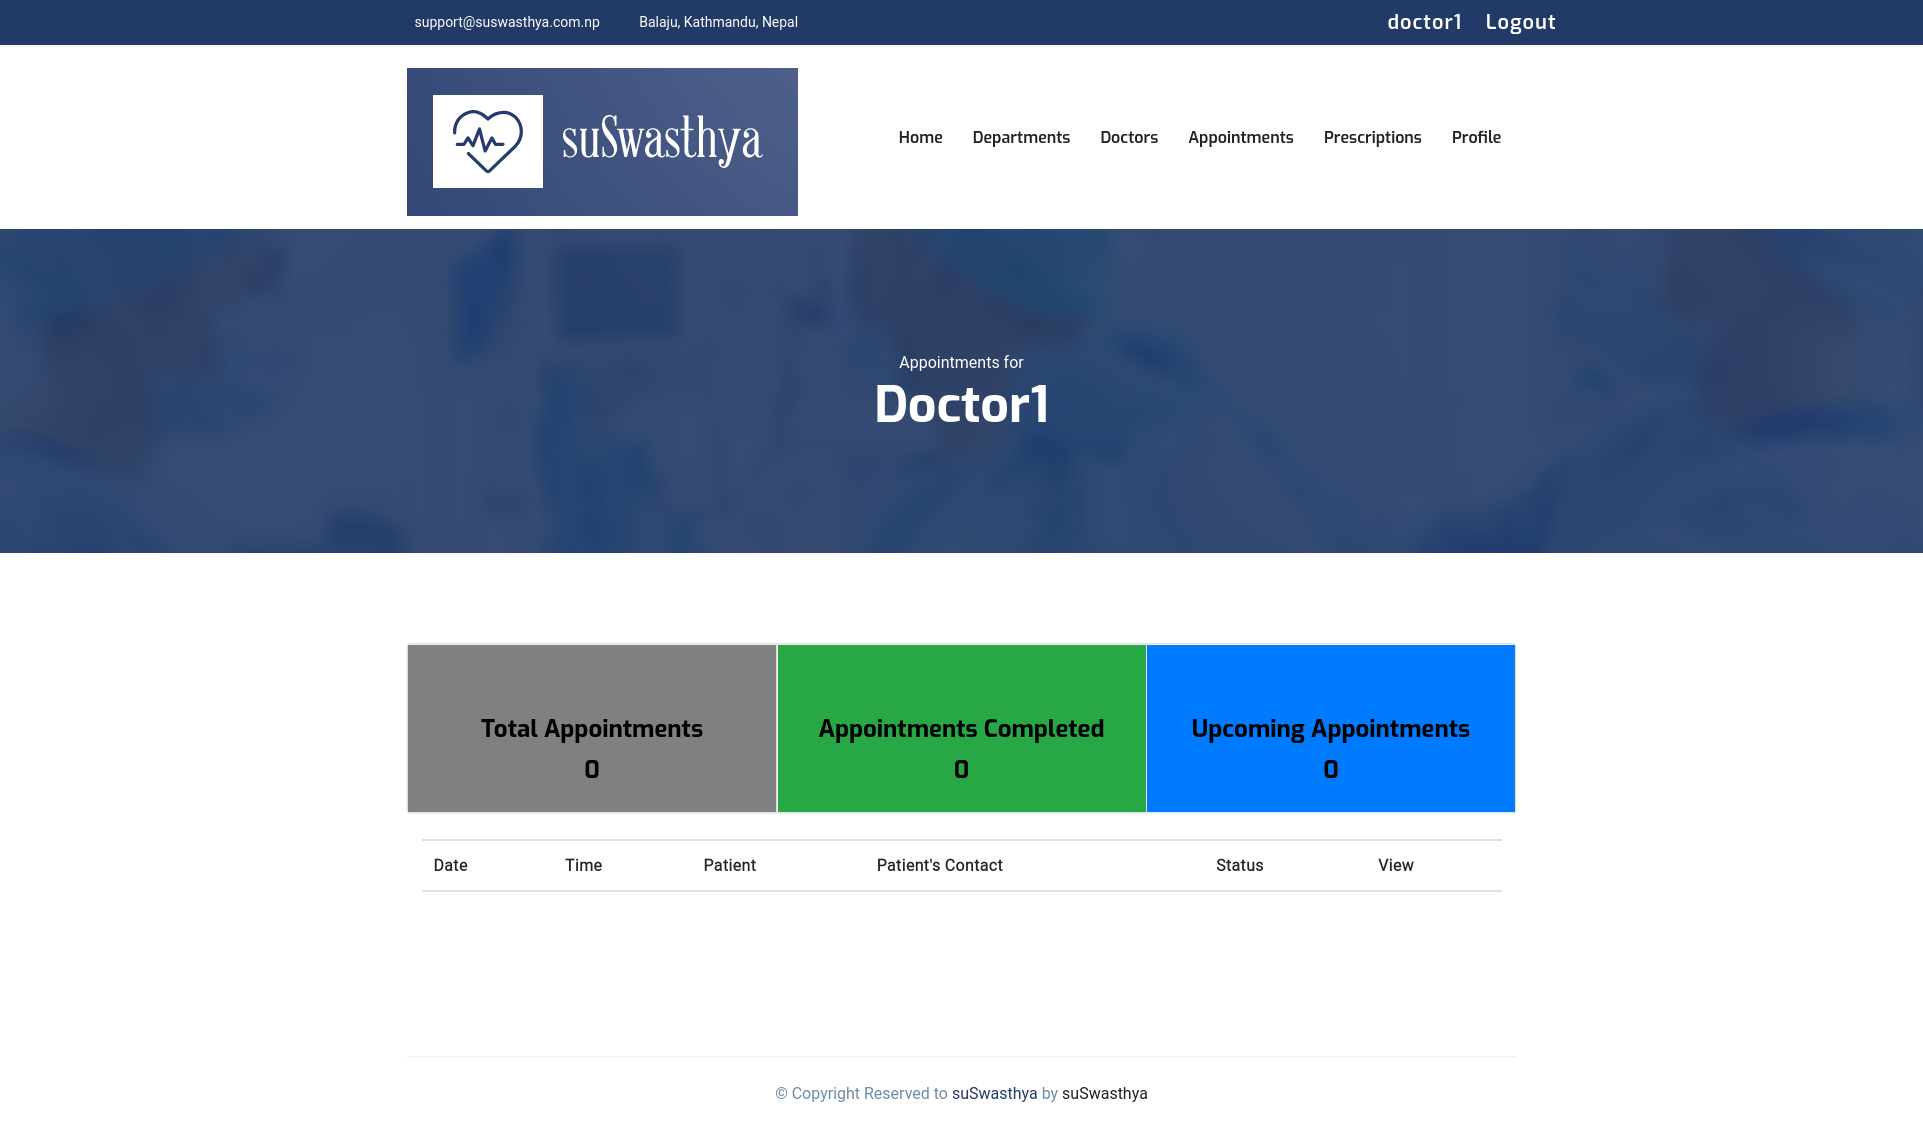 support@suswasthya.com.np Balaju, Kathmandu, Nepal doctor1 Logout
suSwasthya
Home Departments Doctors Appointments Prescriptions Profile
Appointments for
Doctor1
Total Appointments
0
Appointments Completed
0
Upcoming Appointments
0
Date Time Patient Patient's Contact Status View
© Copyright Reserved to suSwasthya by suSwasthya